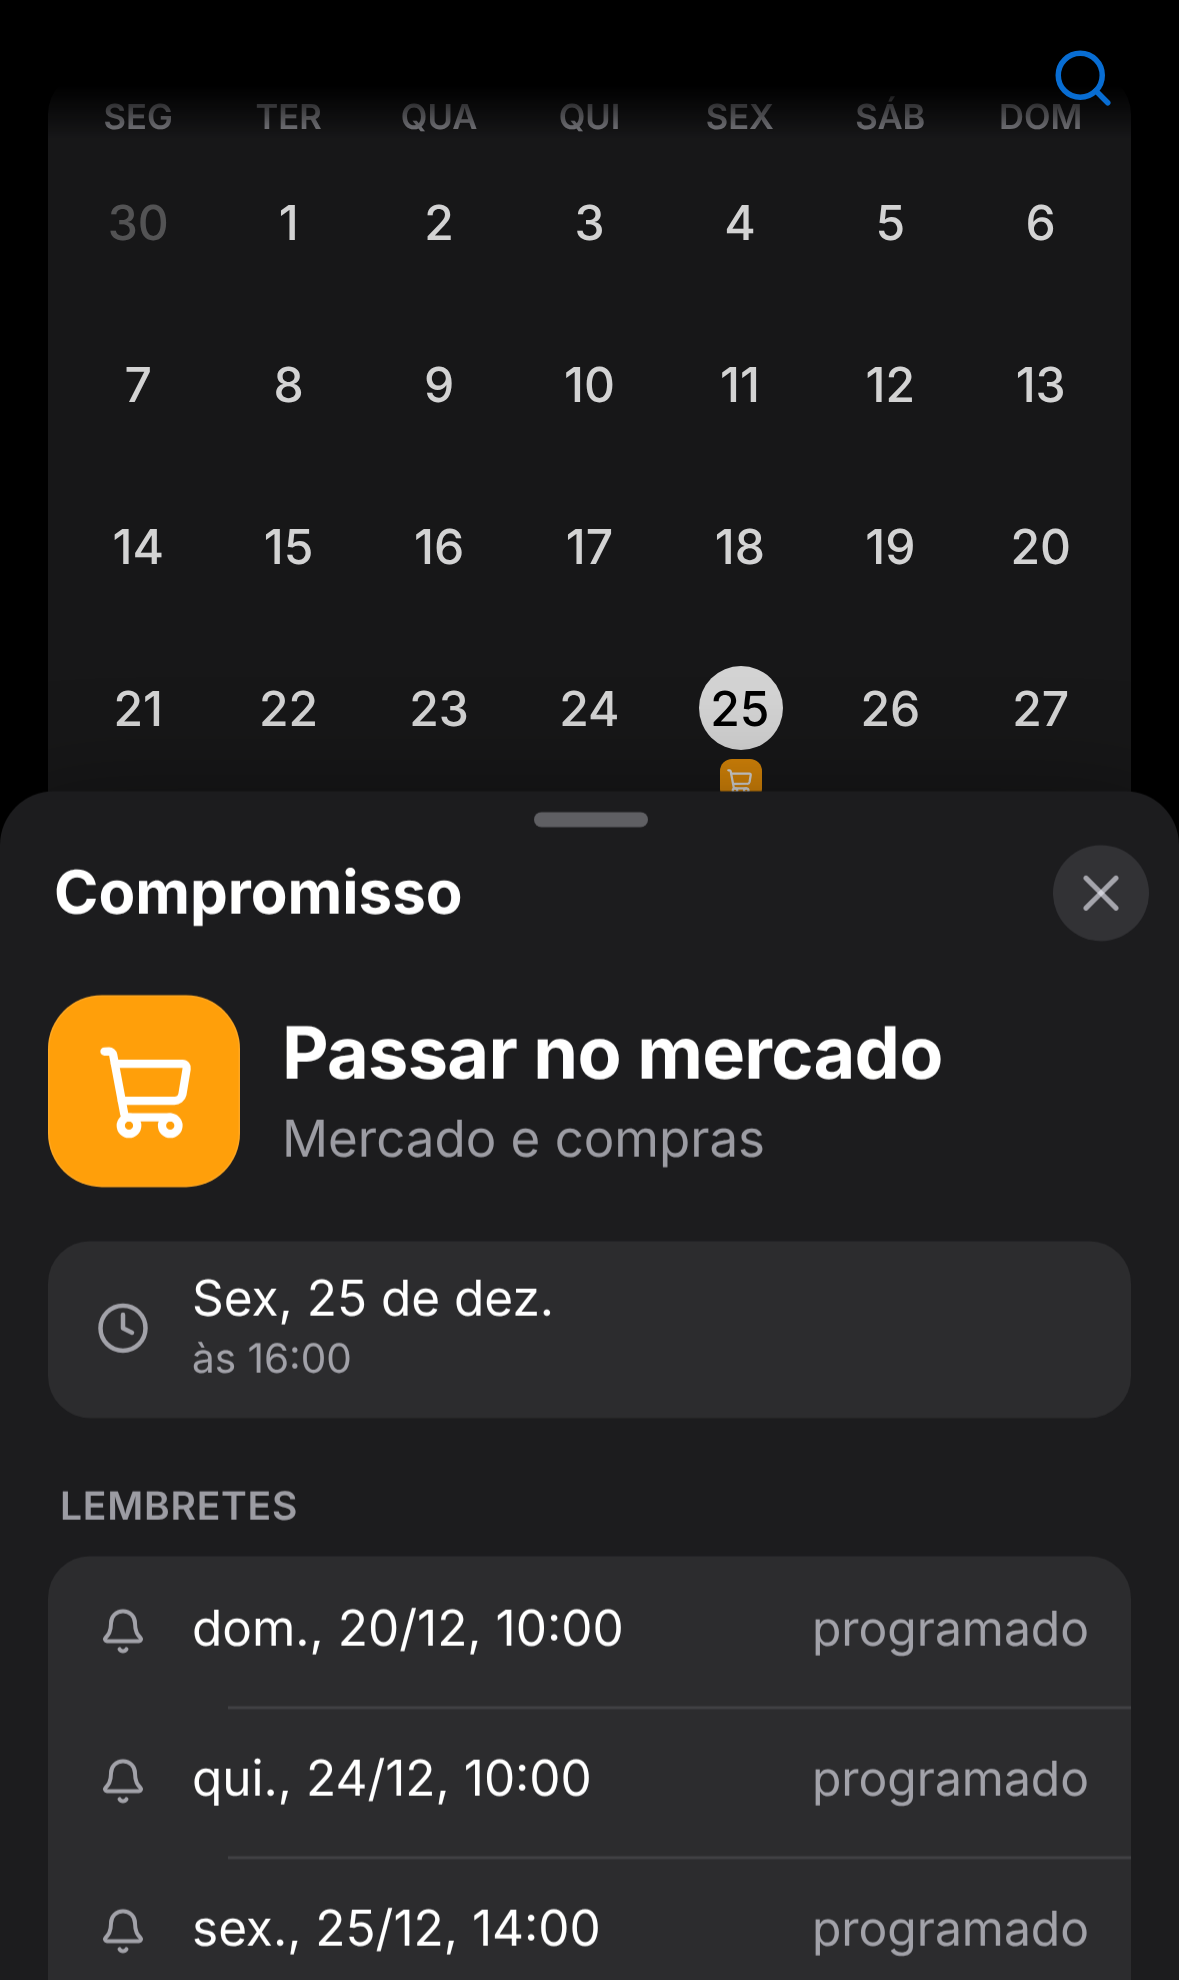 SEG TER QUA QUI SEX SÁB DOM
30 1 2 3 4 5 6
7 8 9 10 11 12 13
14 15 16 17 18 19 20
21 22 23 24 25 26 27
Compromisso
Passar no mercado
Mercado e compras
Sex, 25 de dez.
às 16:00
LEMBRETES
dom., 20/12, 10:00 programado
qui., 24/12, 10:00 programado
sex., 25/12, 14:00 programado